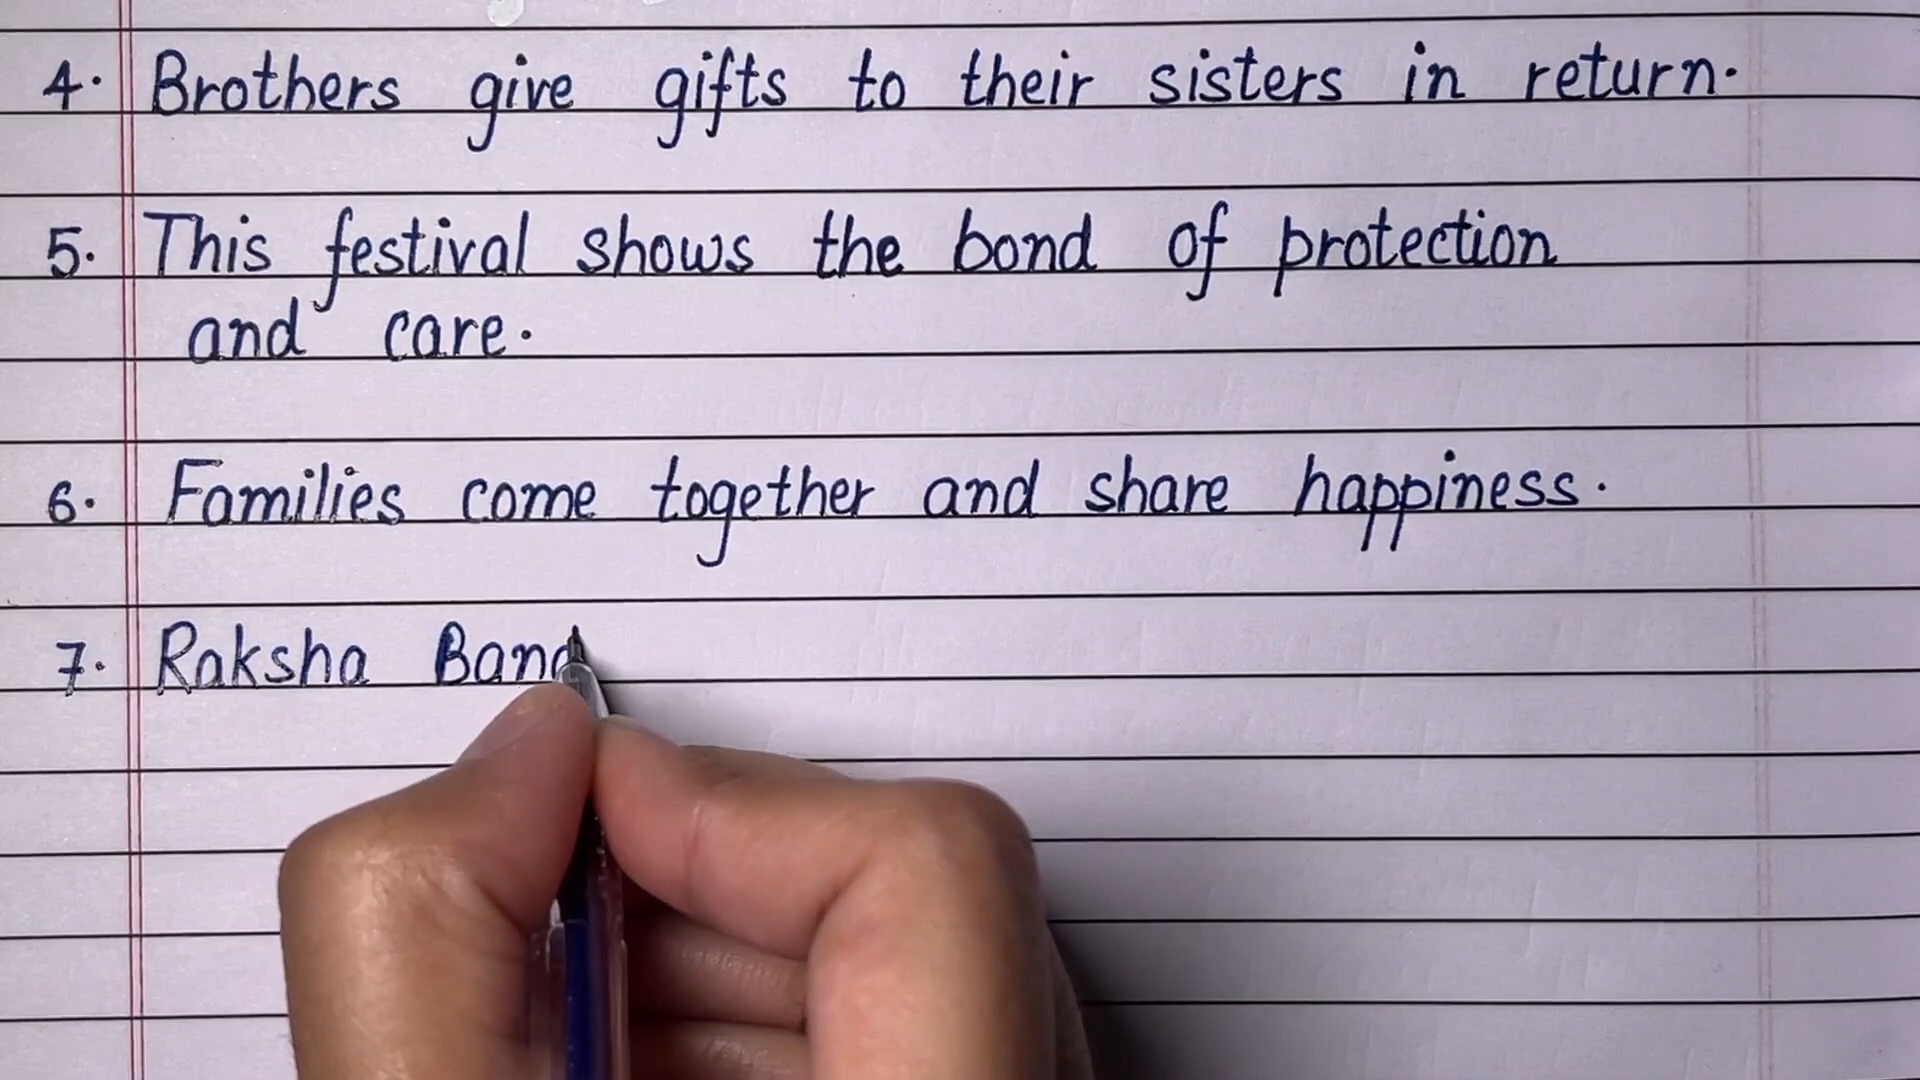 4. Brothers give gifts to their sisters in return.
5. This festival shows the bond of protection
and care.
6. Families come together and share happiness.
7. Raksha Band